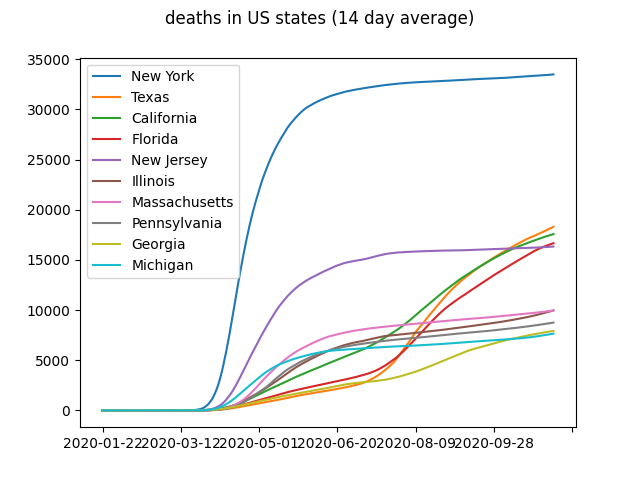 deaths in US states (14 day average)
35000
30000
25000
20000
15000
10000
5000
0
New York
Texas
California
Florida
New Jersey
Illinois
Massachusetts
Pennsylvania
Georgia
Michigan
2020-01-22 2020-03-12 2020-05-01 2020-06-20 2020-08-09 2020-09-28